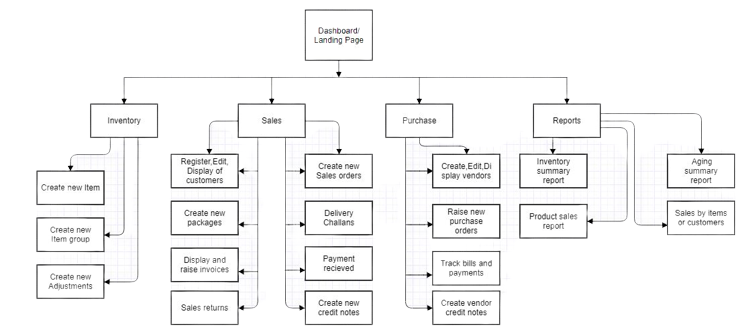 Dashboard/
Landing Page
Inventory
Sales
Purchase
Reports
Register,Edit,
Display of
customers
Create new
Sales orders
Create,Edit,Di
splay vendors
Inventory
summary
report
Aging
summary
report
Create new Item
Create new
packages
Delivery
Challans
Raise new
purchase
orders
Product sales
report
Sales by items
or customers
Create new
Item group
Display and
raise invoices
Payment
recieved
Track bills and
payments
Create new
Adjustments
Sales returns
Create new
credit notes
Create vendor
credit notes